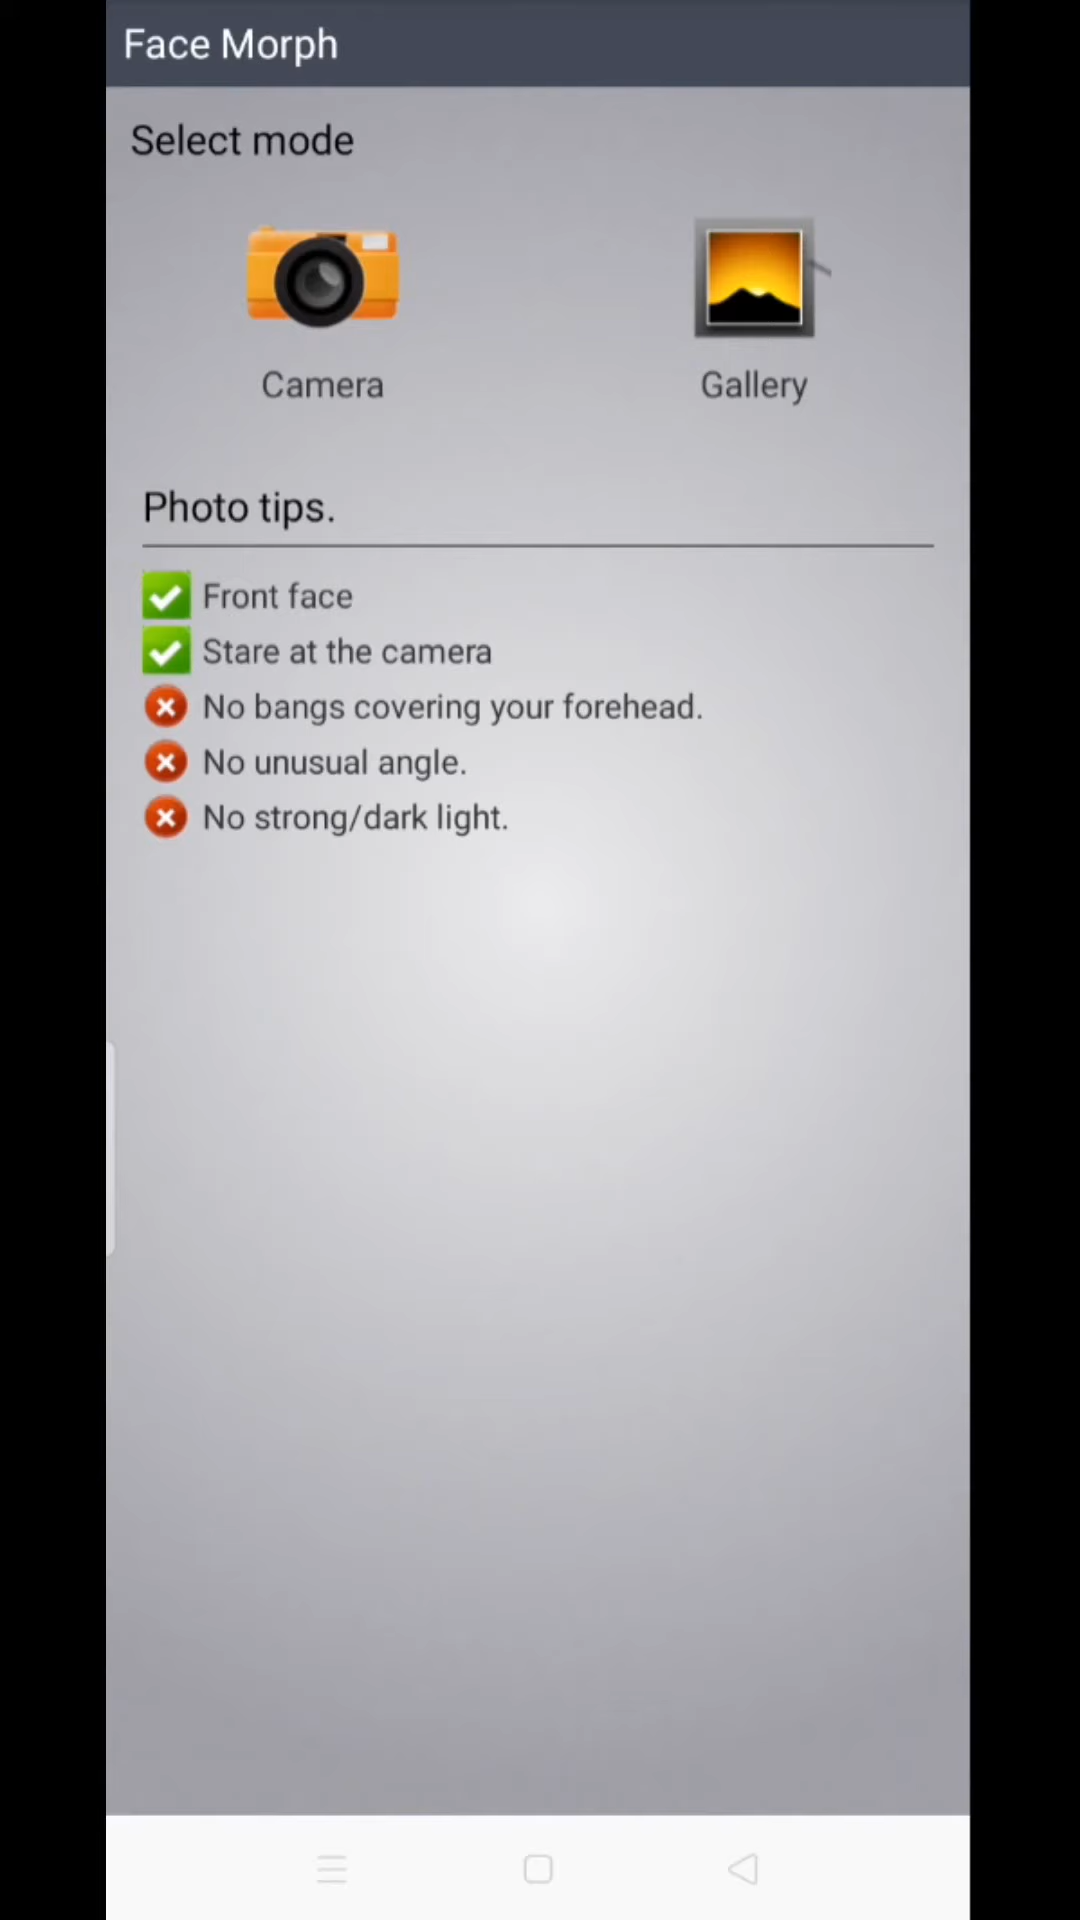 Face Morph
Select mode
Camera
Gallery
Photo tips.
Front face
Stare at the camera
No bangs covering your forehead.
No unusual angle.
No strong/dark light.